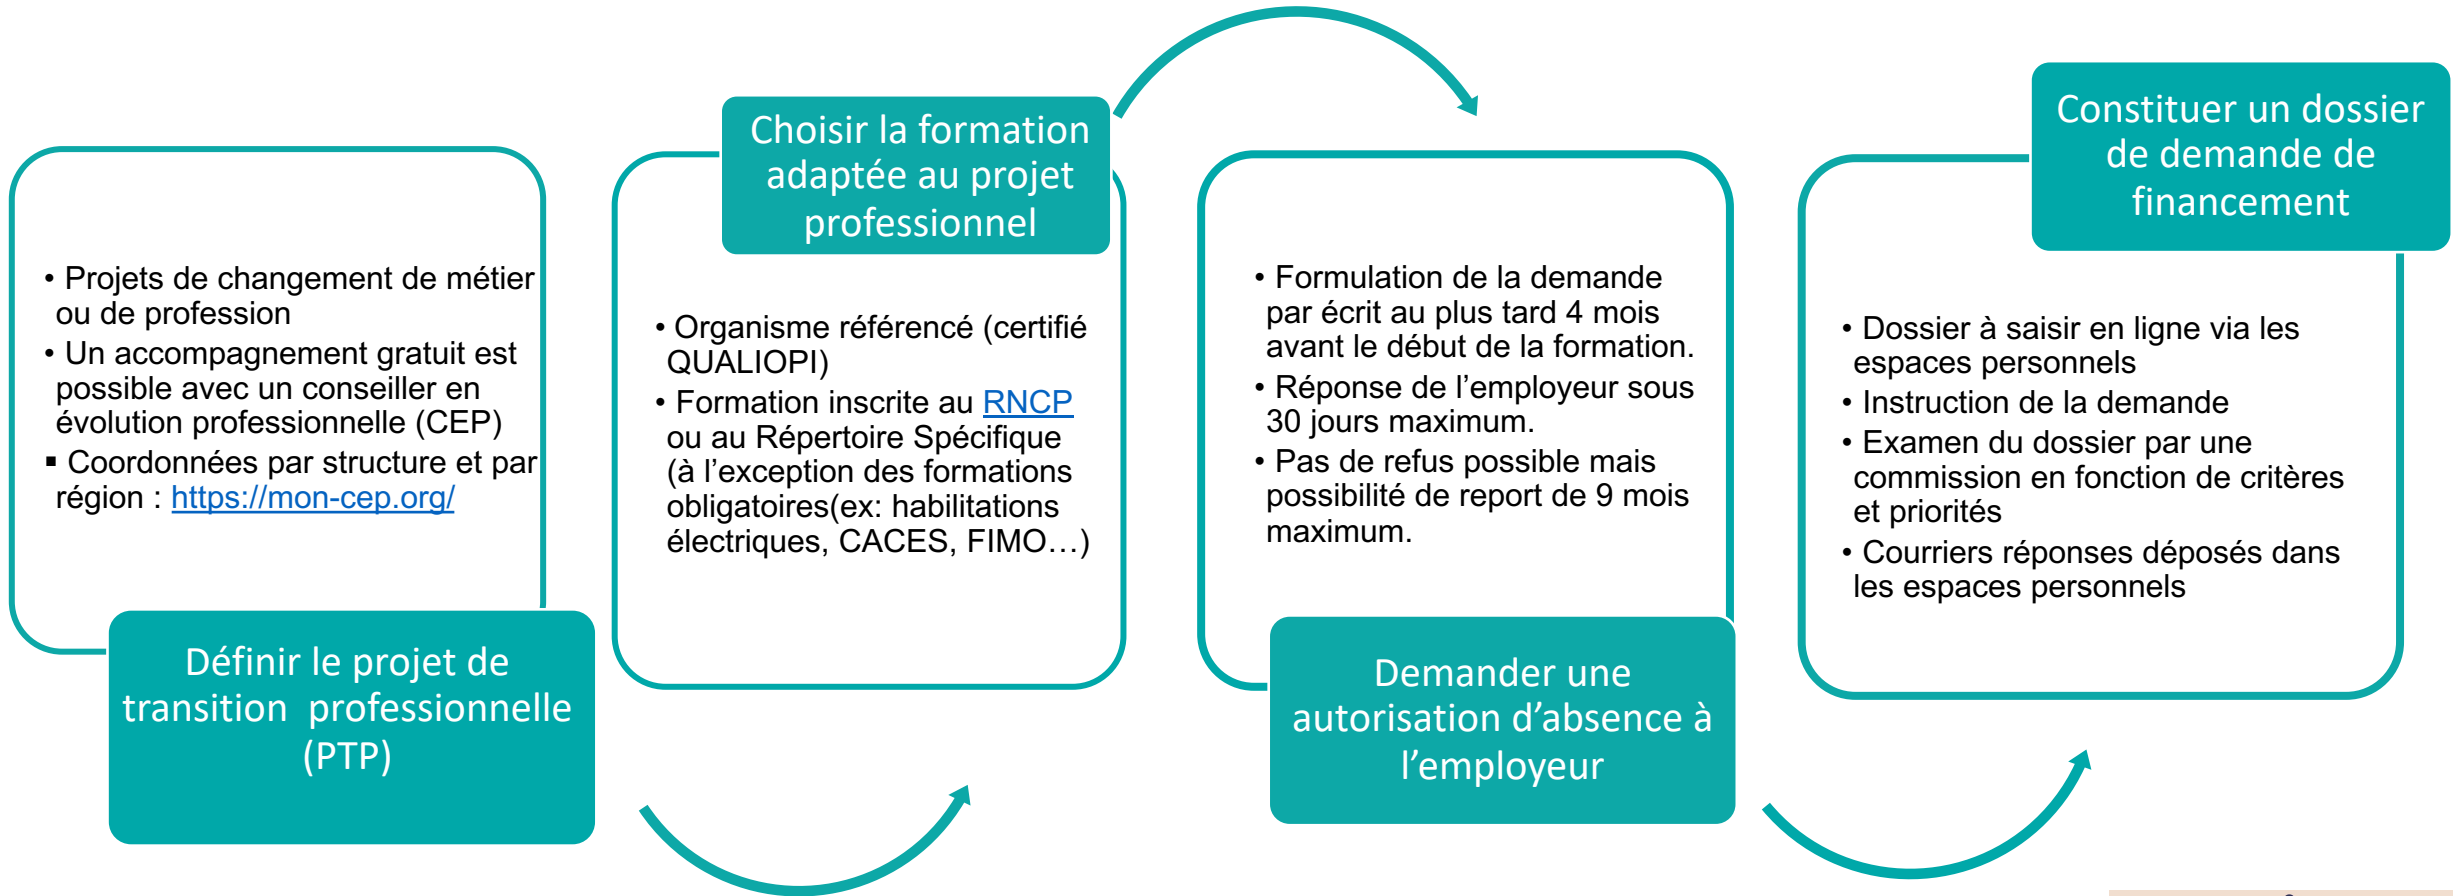 • Projets de changement de métier
ou de profession
• Un accompagnement gratuit est
possible avec un conseiller en
évolution professionnelle (CEP)
▪ Coordonnées par structure et par
région : https://mon-cep.org/
Définir le projet de
transition  professionnelle
(PTP)
Choisir la formation
adaptée au projet
professionnel
• Organisme référencé (certifié
QUALIOPI)
• Formation inscrite au RNCP
ou au Répertoire Spécifique
(à l’exception des formations
obligatoires(ex: habilitations
électriques, CACES, FIMO…)
• Formulation de la demande
par écrit au plus tard 4 mois
avant le début de la formation.
• Réponse de l’employeur sous
30 jours maximum.
• Pas de refus possible mais
possibilité de report de 9 mois
maximum.
Demander une
autorisation d’absence à
l’employeur
Constituer un dossier
de demande de
financement
• Dossier à saisir en ligne via les
espaces personnels
• Instruction de la demande
• Examen du dossier par une
commission en fonction de critères
et priorités
• Courriers réponses déposés dans
les espaces personnels